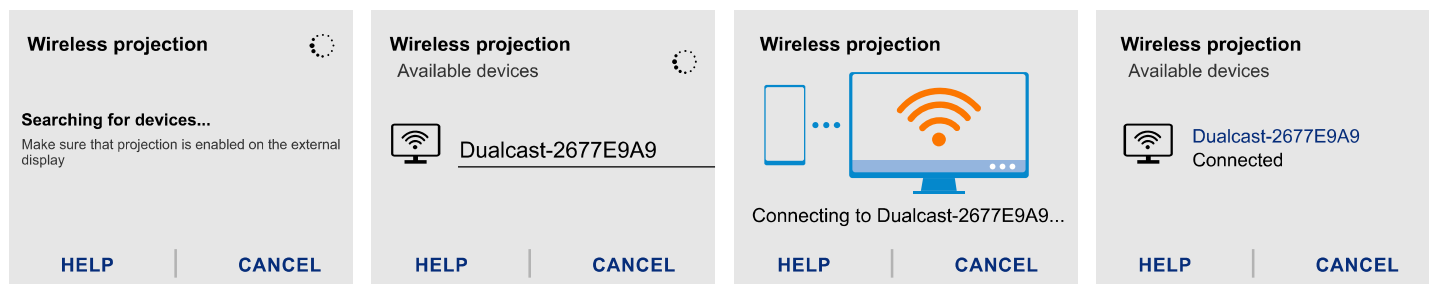 Wireless projection
Searching for devices...
Make sure that projection is enabled on the external
display
HELP
CANCEL
Wireless projection
Available devices
Dualcast-2677E9A9
HELP
CANCEL
Wireless projection
Connecting to Dualcast-2677E9A9...
HELP
CANCEL
Wireless projection
Available devices
Dualcast-2677E9A9
Connected
HELP
CANCEL